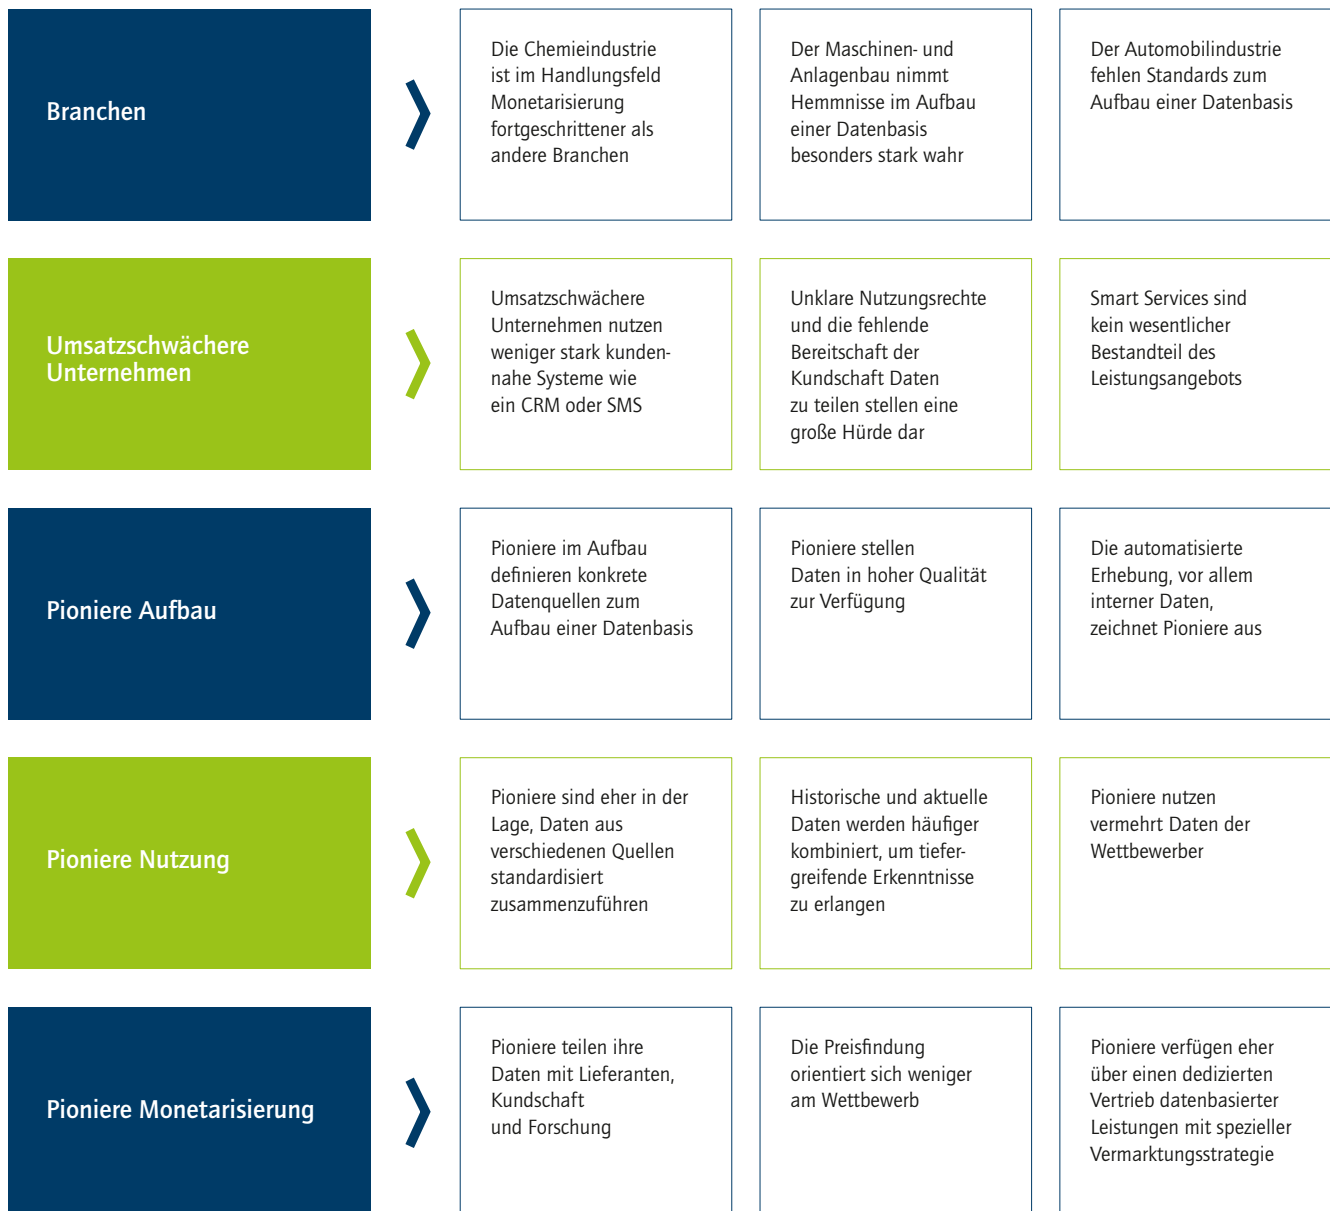 Branchen
Die Chemieindustrie
ist im Handlungsfeld
Monetarisierung
fortgeschrittener als
andere Branchen
Der Maschinen- und
Anlagenbau nimmt
Hemmnisse im Aufbau
einer Datenbasis
besonders stark wahr
Der Automobilindustrie
fehlen Standards zum
Aufbau einer Datenbasis
Umsatzschwächere
Unternehmen
Umsatzschwächere
Unternehmen nutzen
weniger stark kunden-
nahe Systeme wie
ein CRM oder SMS
Unklare Nutzungsrechte
und die fehlende
Bereitschaft der
Kundschaft Daten
zu teilen stellen eine
große Hürde dar
Smart Services sind
kein wesentlicher
Bestandteil des
Leistungsangebots
Pioniere Aufbau
Pioniere im Aufbau
definieren konkrete
Datenquellen zum
Aufbau einer Datenbasis
Pioniere stellen
Daten in hoher Qualität
zur Verfügung
Die automatisierte
Erhebung, vor allem
interner Daten,
zeichnet Pioniere aus
Pioniere Nutzung
Pioniere sind eher in der
Lage, Daten aus
verschiedenen Quellen
standardisiert
zusammenzuführen
Historische und aktuelle
Daten werden häufiger
kombiniert, um tiefer-
greifende Erkenntnisse
zu erlangen
Pioniere nutzen
vermehrt Daten der
Wettbewerber
Pioniere Monetarisierung
Pioniere teilen ihre
Daten mit Lieferanten,
Kundschaft
und Forschung
Die Preisfindung
orientiert sich weniger
am Wettbewerb
Pioniere verfügen eher
über einen dedizierten
Vertrieb datenbasierter
Leistungen mit spezieller
Vermarktungsstrategie